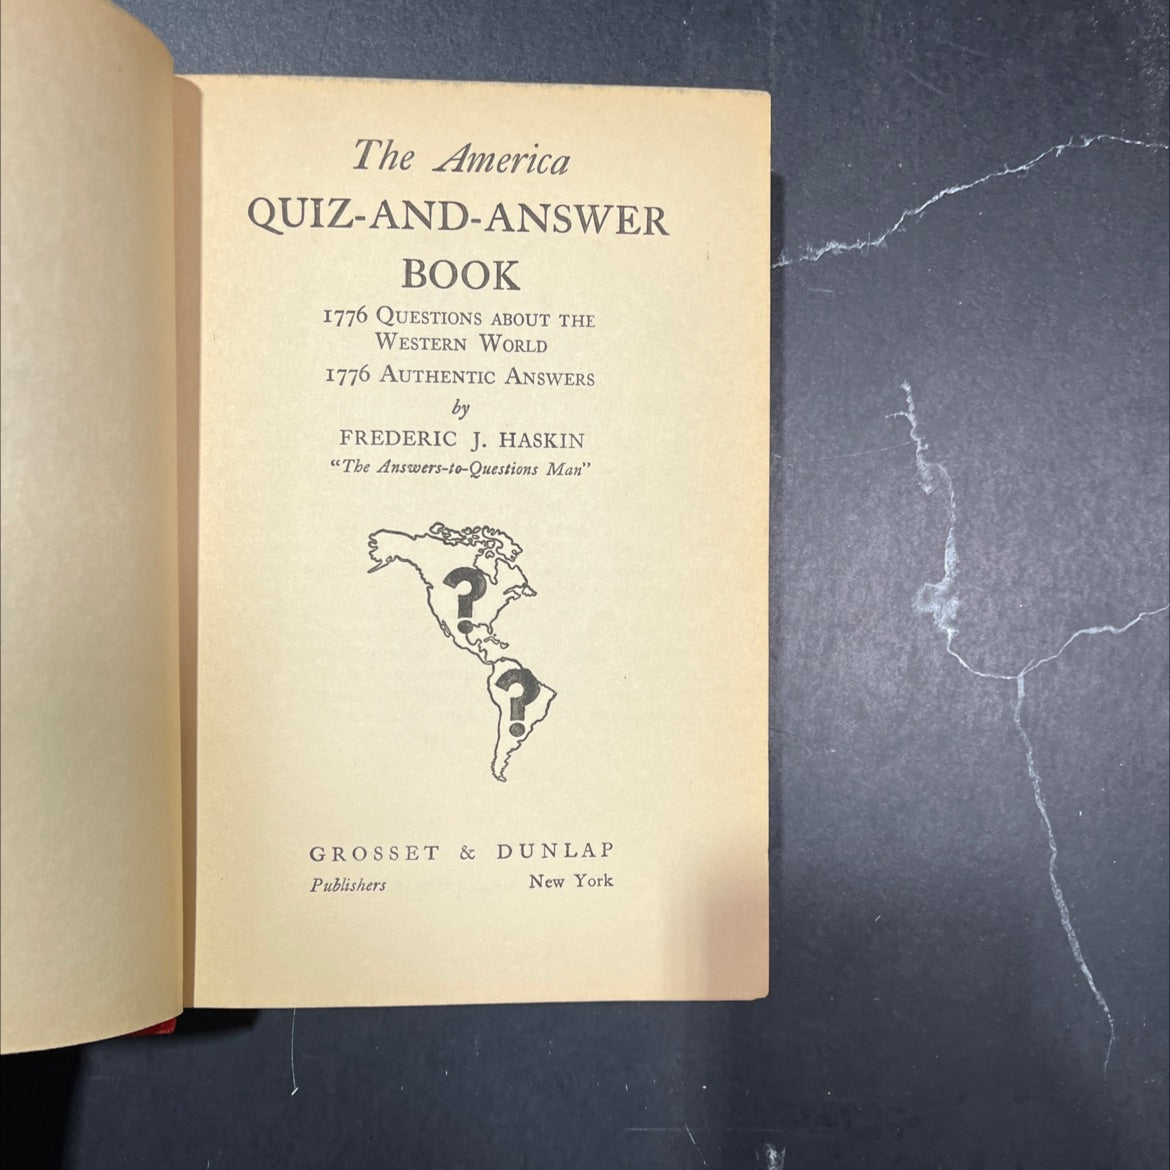 The America
QUIZ-AND-ANSWER
BOOK
1776 QUESTIONS ABOUT THE
WESTERN WORLD
1776 AUTHENTIC ANSWERS
by
FREDERIC J. HASKIN
"The Answers-to-Questions Man"
?
?
GROSSET & DUNLAP
Publishers New York